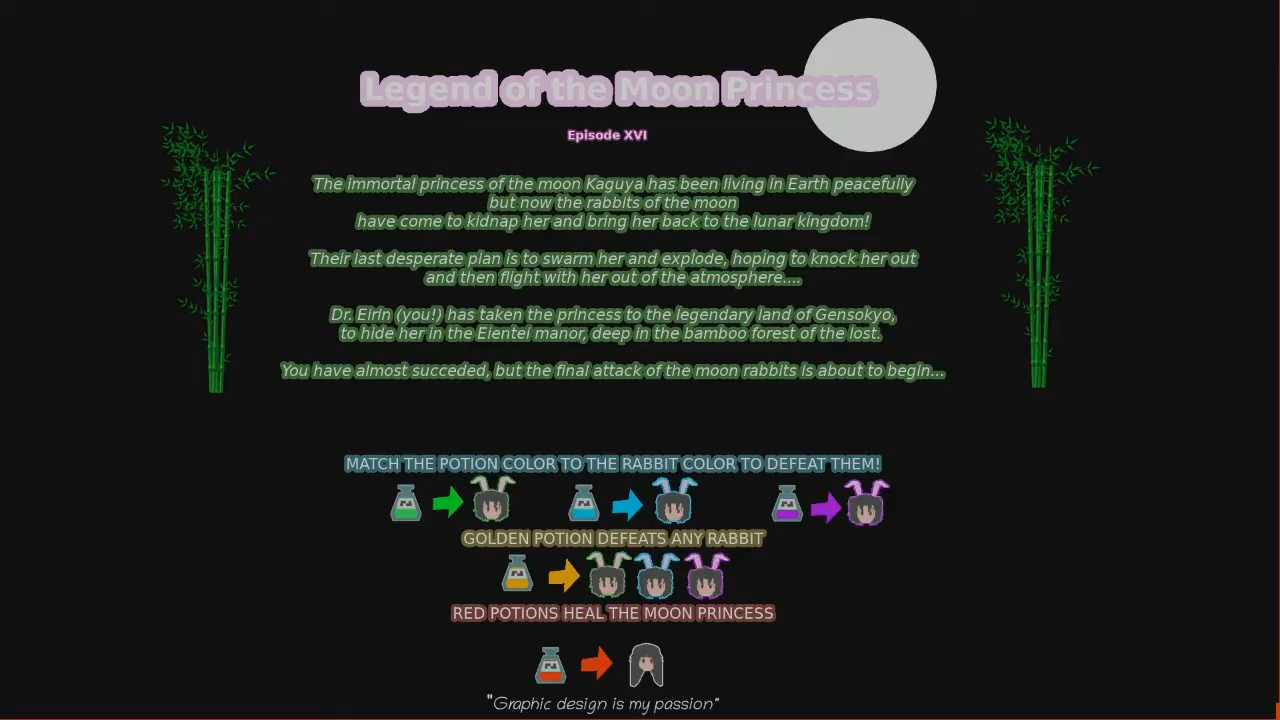 Legend of the Moon Princess
Episode XVI
The immortal princess of the moon Kaguya has been living in Earth peacefully
but now the rabbits of the moon
have come to kidnap her and bring her back to the lunar kingdom!
Their last desperate plan is to swarm her and explode, hoping to knock her out
and then flight with her out of the atmosphere....
Dr. Eirin (you!) has taken the princess to the legendary land of Gensokyo,
to hide her in the Eientei manor, deep in the bamboo forest of the lost.
You have almost succeded, but the final attack of the moon rabbits is about to begin...
MATCH THE POTION COLOR TO THE RABBIT COLOR TO DEFEAT THEM!
GOLDEN POTION DEFEATS ANY RABBIT
RED POTIONS HEAL THE MOON PRINCESS
"Graphic design is my passion"